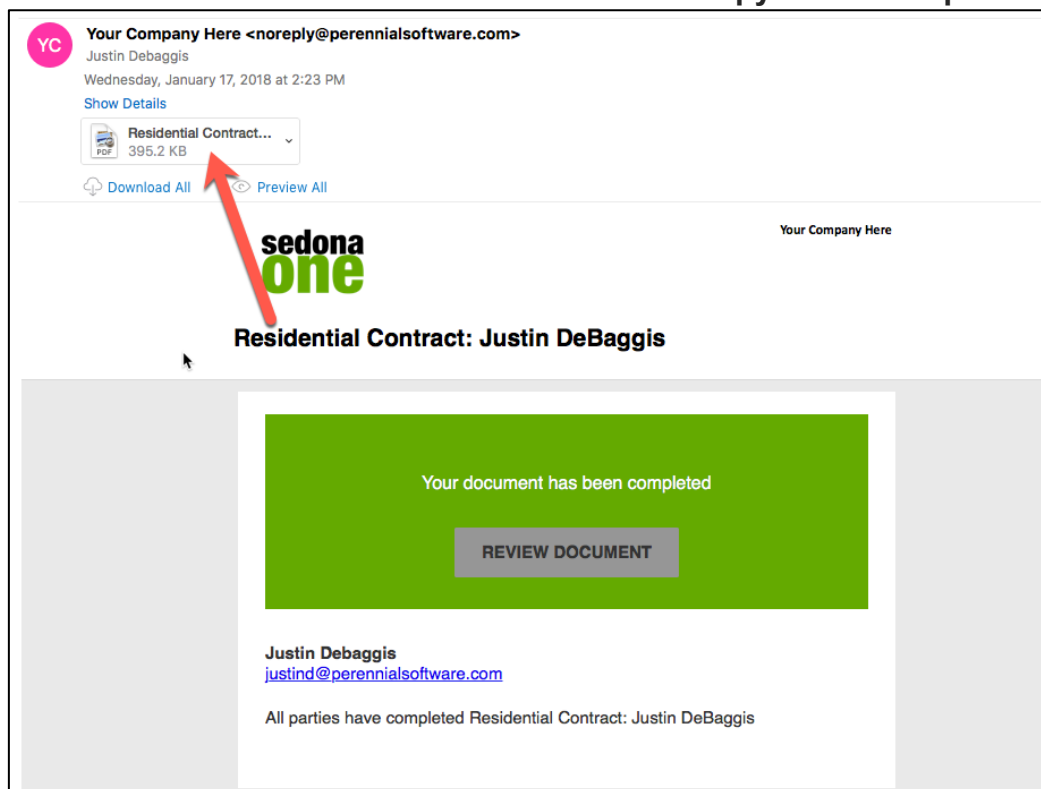 YC
Your Company Here <noreply@perennialsoftware.com>
Justin Debaggis
Wednesday, January 17, 2018 at 2:23 PM
Show Details
Residential Contract...
PDF
395.2 KB
Download All Preview All
sedona
one
Your Company Here
Residential Contract: Justin DeBaggis
Your document has been completed
REVIEW DOCUMENT
Justin Debaggis
justind@perennialsoftware.com
All parties have completed Residential Contract: Justin DeBaggis